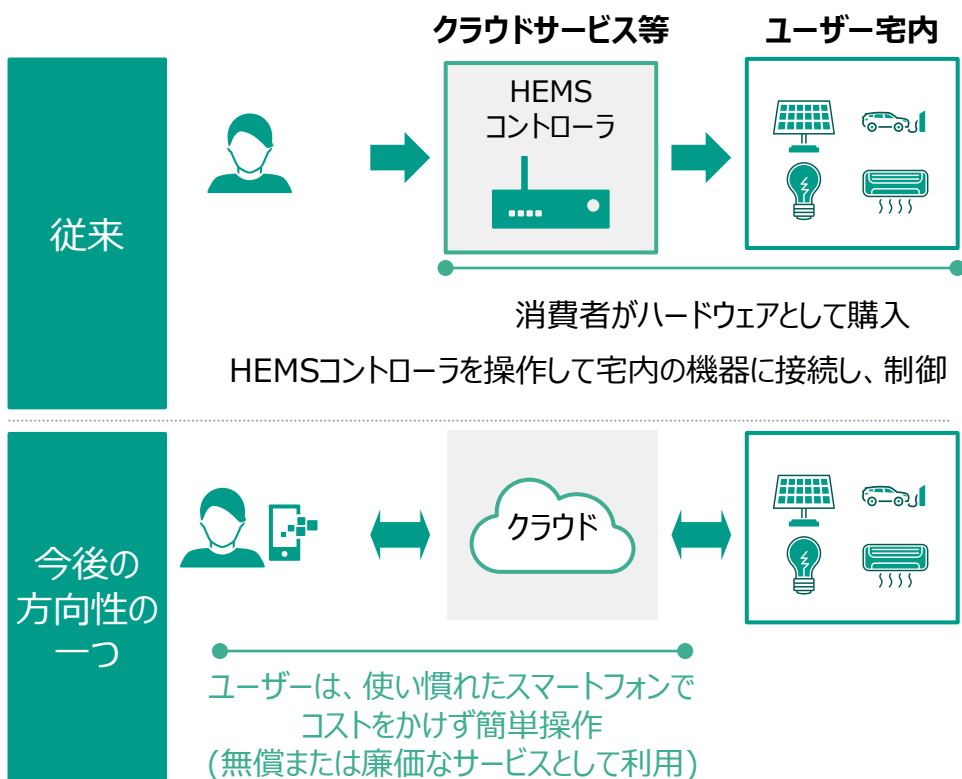 クラウドサービス等
ユーザー宅内
従来
HEMS
コントローラ
消費者がハードウェアとして購入
HEMSコントローラを操作して宅内の機器に接続し、制御
今後の
方向性の
一つ
クラウド
ユーザーは、使い慣れたスマートフォンで
コストをかけず簡単操作
(無償または廉価なサービスとして利用)